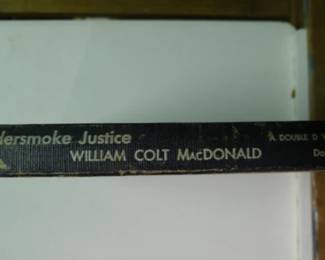 dersmoke Justice
WILLIAM COLT MACDONALD
A DOUBLE D
Do